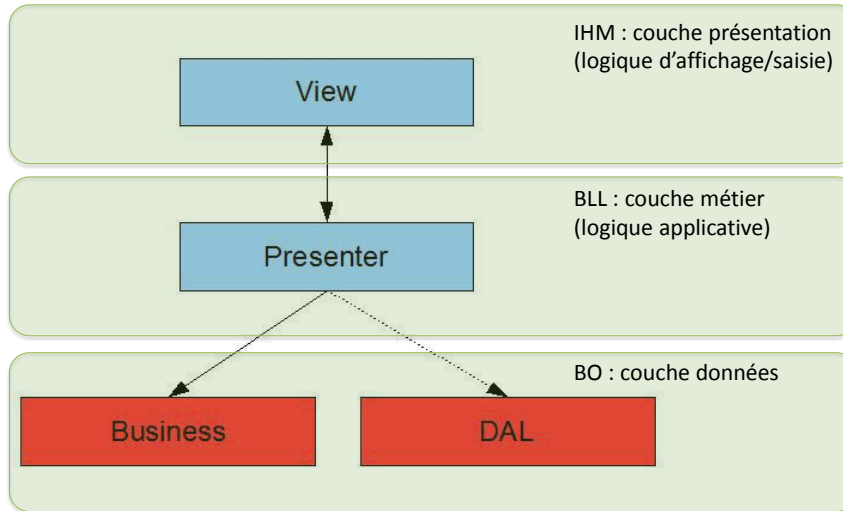 IHM : couche présentation
(logique d’affichage/saisie)
View
BLL : couche métier
(logique applicative)
Presenter
BO : couche données
Business
DAL